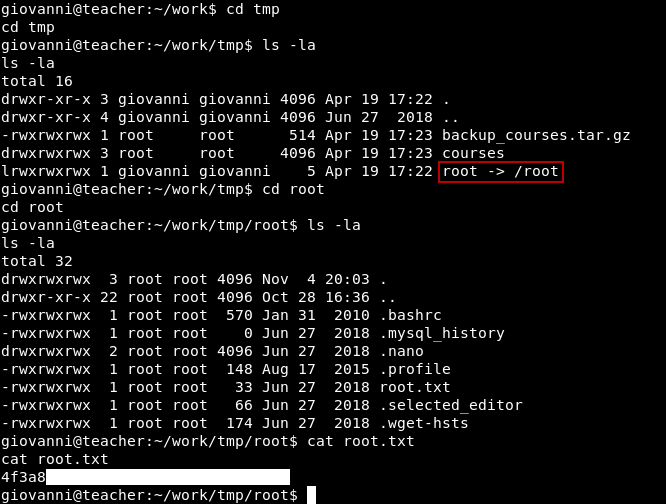 giovanni@teacher:~/work$ cd tmp
cd tmp
giovanni@teacher:~/work/tmp$ ls -la
ls -la
total 16
drwxr-xr-x 3 giovanni giovanni 4096 Apr 19 17:22 .
drwxr-xr-x 4 giovanni giovanni 4096 Jun 27  2018 ..
-rwxrwxrwx 1 root     root      514 Apr 19 17:23 backup_courses.tar.gz
drwxrwxrwx 3 root     root     4096 Apr 19 17:23 courses
lrwxrwxrwx 1 giovanni giovanni    5 Apr 19 17:22 root -> /root
giovanni@teacher:~/work/tmp$ cd root
cd root
giovanni@teacher:~/work/tmp/root$ ls -la
ls -la
total 32
drwxrwxrwx  3 root root 4096 Nov  4 20:03 .
drwxr-xr-x 22 root root 4096 Oct 28 16:36 ..
-rwxrwxrwx  1 root root  570 Jan 31  2010 .bashrc
-rwxrwxrwx  1 root root    0 Jun 27  2018 .mysql_history
drwxrwxrwx  2 root root 4096 Jun 27  2018 .nano
-rwxrwxrwx  1 root root  148 Aug 17  2015 .profile
-rwxrwxrwx  1 root root   33 Jun 27  2018 root.txt
-rwxrwxrwx  1 root root   66 Jun 27  2018 .selected_editor
-rwxrwxrwx  1 root root  174 Jun 27  2018 .wget-hsts
giovanni@teacher:~/work/tmp/root$ cat root.txt
cat root.txt
4f3a8
giovanni@teacher:~/work/tmp/root$